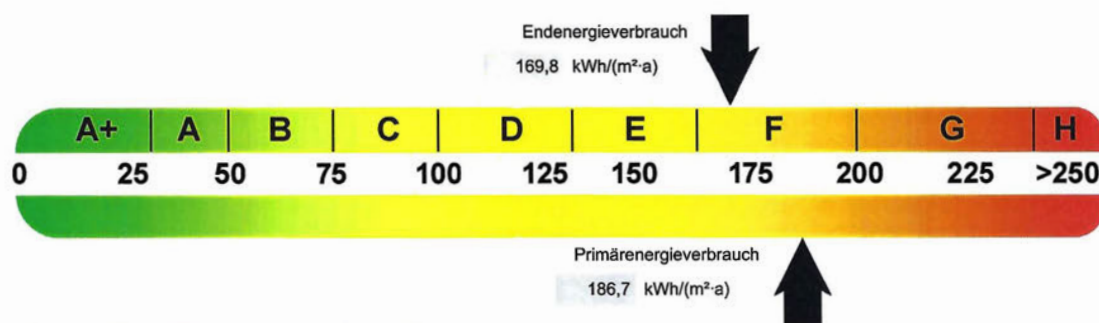 Endenergieverbrauch
169,8 kWh/(m²·a)
A+ A B C D E F G H
0 25 50 75 100 125 150 175 200 225 >250
Primärenergieverbrauch
186,7 kWh/(m²·a)